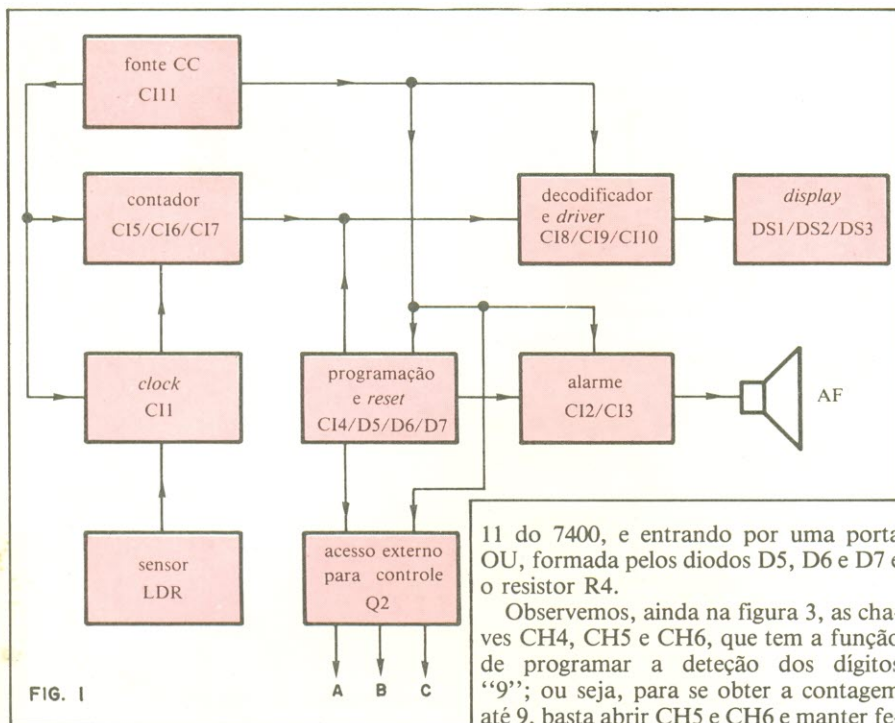 fonte CC
CI11
contador
CI5/CI6/CI7
decodificador
e driver
CI8/CI9/CI10
display
DS1/DS2/DS3
clock
CI1
programação
e reset
CI4/D5/D6/D7
alarme
CI2/CI3
AF
sensor
LDR
acesso externo
para controle
Q2
A B C
FIG. 1
11 do 7400, e entrando por uma porta
OU, formada pelos diodos D5, D6 e D7 e
o resistor R4.
Observemos, ainda na figura 3, as cha-
ves CH4, CH5 e CH6, que tem a função
de programar a deteção dos dígitos
“9”; ou seja, para se obter a contagem
até 9, basta abrir CH5 e CH6 e manter fe-